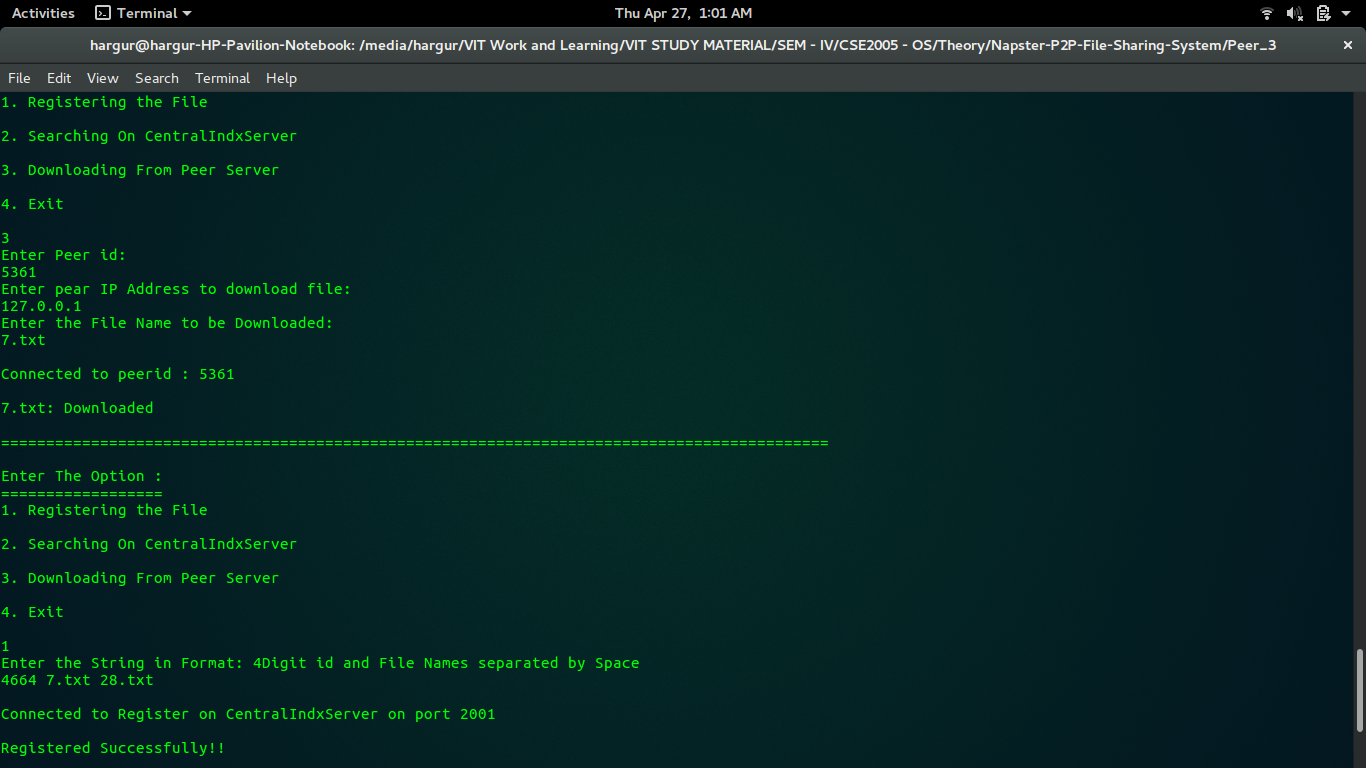 Activities Terminal Thu Apr 27, 1:01 AM
hargur@hargur-HP-Pavilion-Notebook: /media/hargur/VIT Work and Learning/VIT STUDY MATERIAL/SEM - IV/CSE2005 - OS/Theory/Napster-P2P-File-Sharing-System/Peer_3 ×
File Edit View Search Terminal Help
1. Registering the File
2. Searching On CentralIndxServer
3. Downloading From Peer Server
4. Exit
3
Enter Peer id:
5361
Enter pear IP Address to download file:
127.0.0.1
Enter the File Name to be Downloaded:
7.txt
Connected to peerid : 5361
7.txt: Downloaded
============================================================================================
Enter The Option :
==================
1. Registering the File
2. Searching On CentralIndxServer
3. Downloading From Peer Server
4. Exit
1
Enter the String in Format: 4Digit id and File Names separated by Space
4664 7.txt 28.txt
Connected to Register on CentralIndxServer on port 2001
Registered Successfully!!